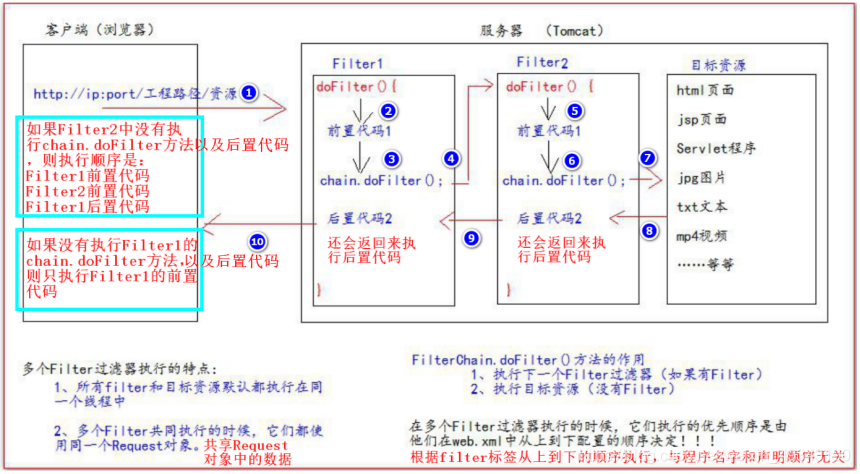 客户端（浏览器）
服务器 （Tomcat）
http://ip:port/工程路径/资源
1
如果Filter2中没有执
行chain.doFilter方法以及后置代码
，则执行顺序是：
Filter1前置代码
Filter2前置代码
Filter1后置代码
如果没有执行Filter1的
chain.doFilter方法,以及后置代码
则只执行Filter1的前置
代码
10
Filter1
doFilter(){
2
前置代码1
3
chain.doFilter();
4
后置代码2
还会返回来执
行后置代码
}
9
Filter2
doFilter() {
5
前置代码1
6
chain.doFilter();
7
后置代码2
还会返回来执
行后置代码
}
8
目标资源
html页面
jsp页面
Servlet程序
jpg图片
txt文本
mp4视频
……等等
多个Filter过滤器执行的特点:
1、所有filter和目标资源默认都执行在同
一个线程中
2、多个Filter共同执行的时候，它们都使
用同一个Request对象。共享Request
对象中的数据
FilterChain.doFilter()方法的作用
1、执行下一个Filter过滤器（如果有Filter）
2、执行目标资源（没有Filter）
在多个Filter过滤器执行的时候，它们执行的优先顺序是由
他们在web.xml中从上到下配置的顺序决定！！！
根据filter标签从上到下的顺序执行，与程序名字和声明顺序无关